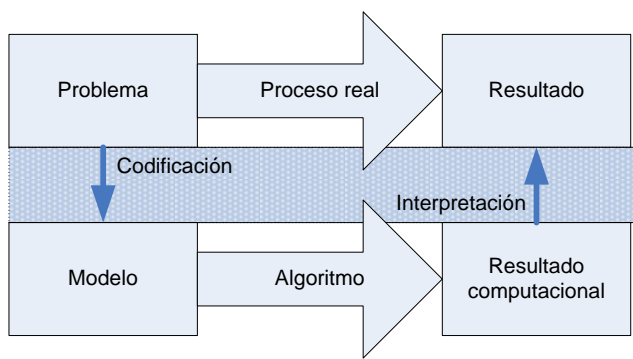 Problema
Proceso real
Resultado
Codificación
Interpretación
Modelo
Algoritmo
Resultado
computacional